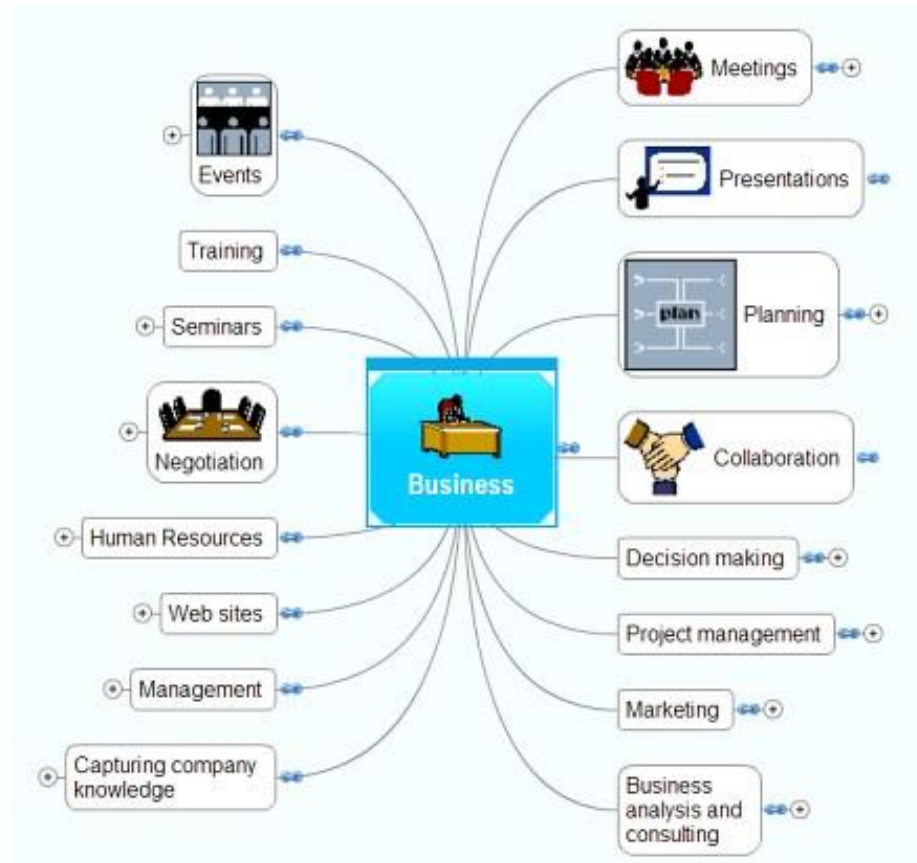 Meetings
Presentations
plan
Planning
Collaboration
Decision making
Project management
Marketing
Business
analysis and
consulting
Business
Events
Training
Seminars
Negotiation
Human Resources
Web sites
Management
Capturing company
knowledge